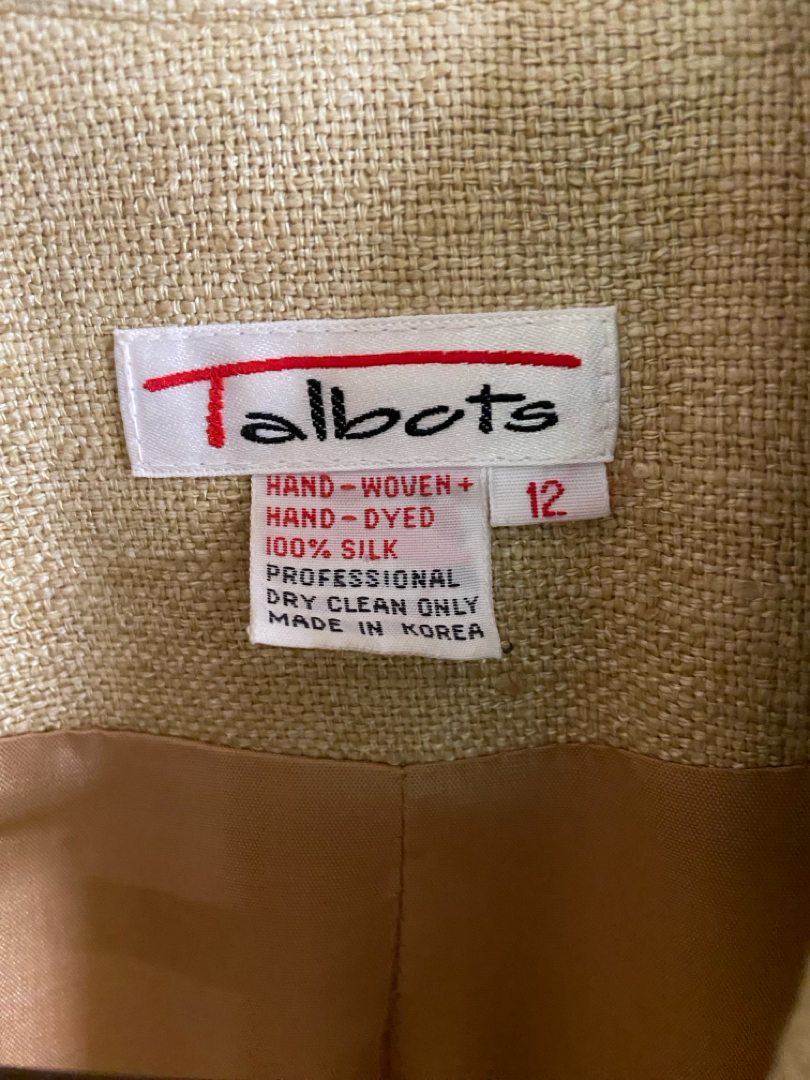 Talbots
HAND-WOVEN+
HAND-DYED
100% SILK
PROFESSIONAL
DRY CLEAN ONLY
MADE IN KOREA
12